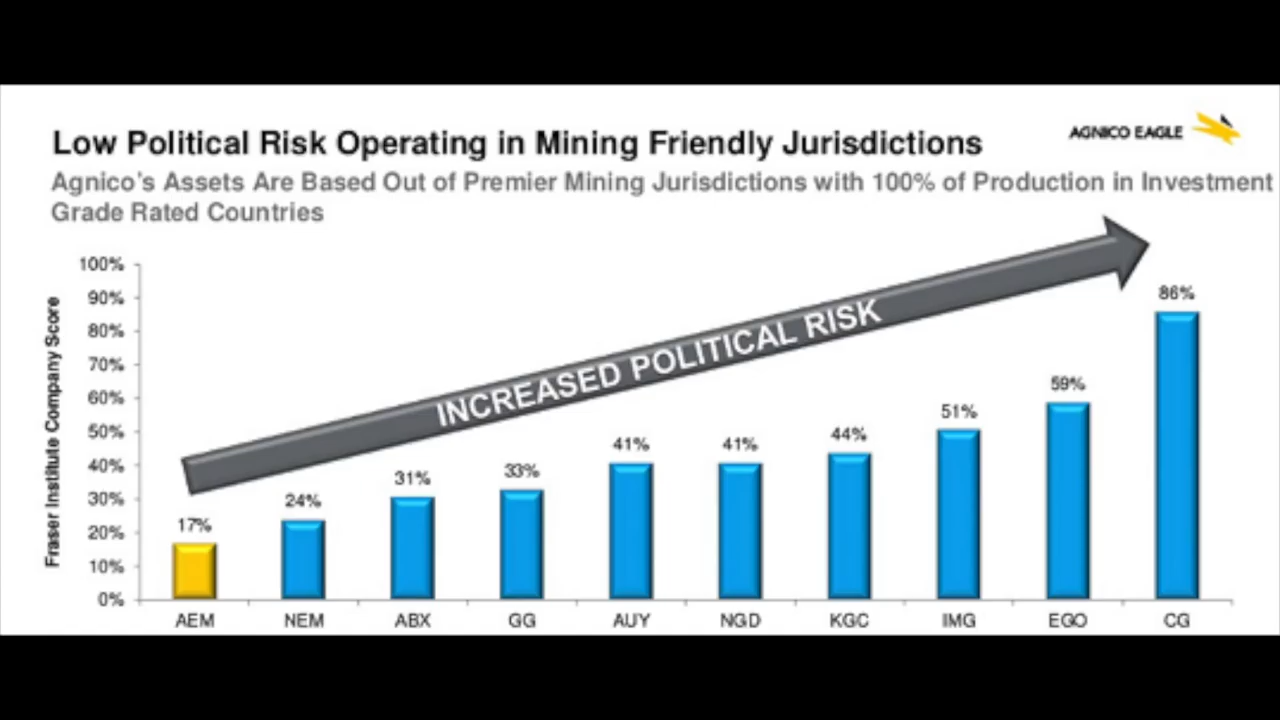 Low Political Risk Operating in Mining Friendly Jurisdictions
AGNICO EAGLE
Agnico's Assets Are Based Out of Premier Mining Jurisdictions with 100% of Production in Investment
Grade Rated Countries
Fraser Institute Company Score
100%
90%
80%
70%
60%
50%
40%
30%
20%
10%
0%
INCREASED POLITICAL RISK
17%
24%
31%
33%
41%
41%
44%
51%
59%
86%
AEM
NEM
ABX
GG
AUY
NGD
KGC
IMG
EGO
CG